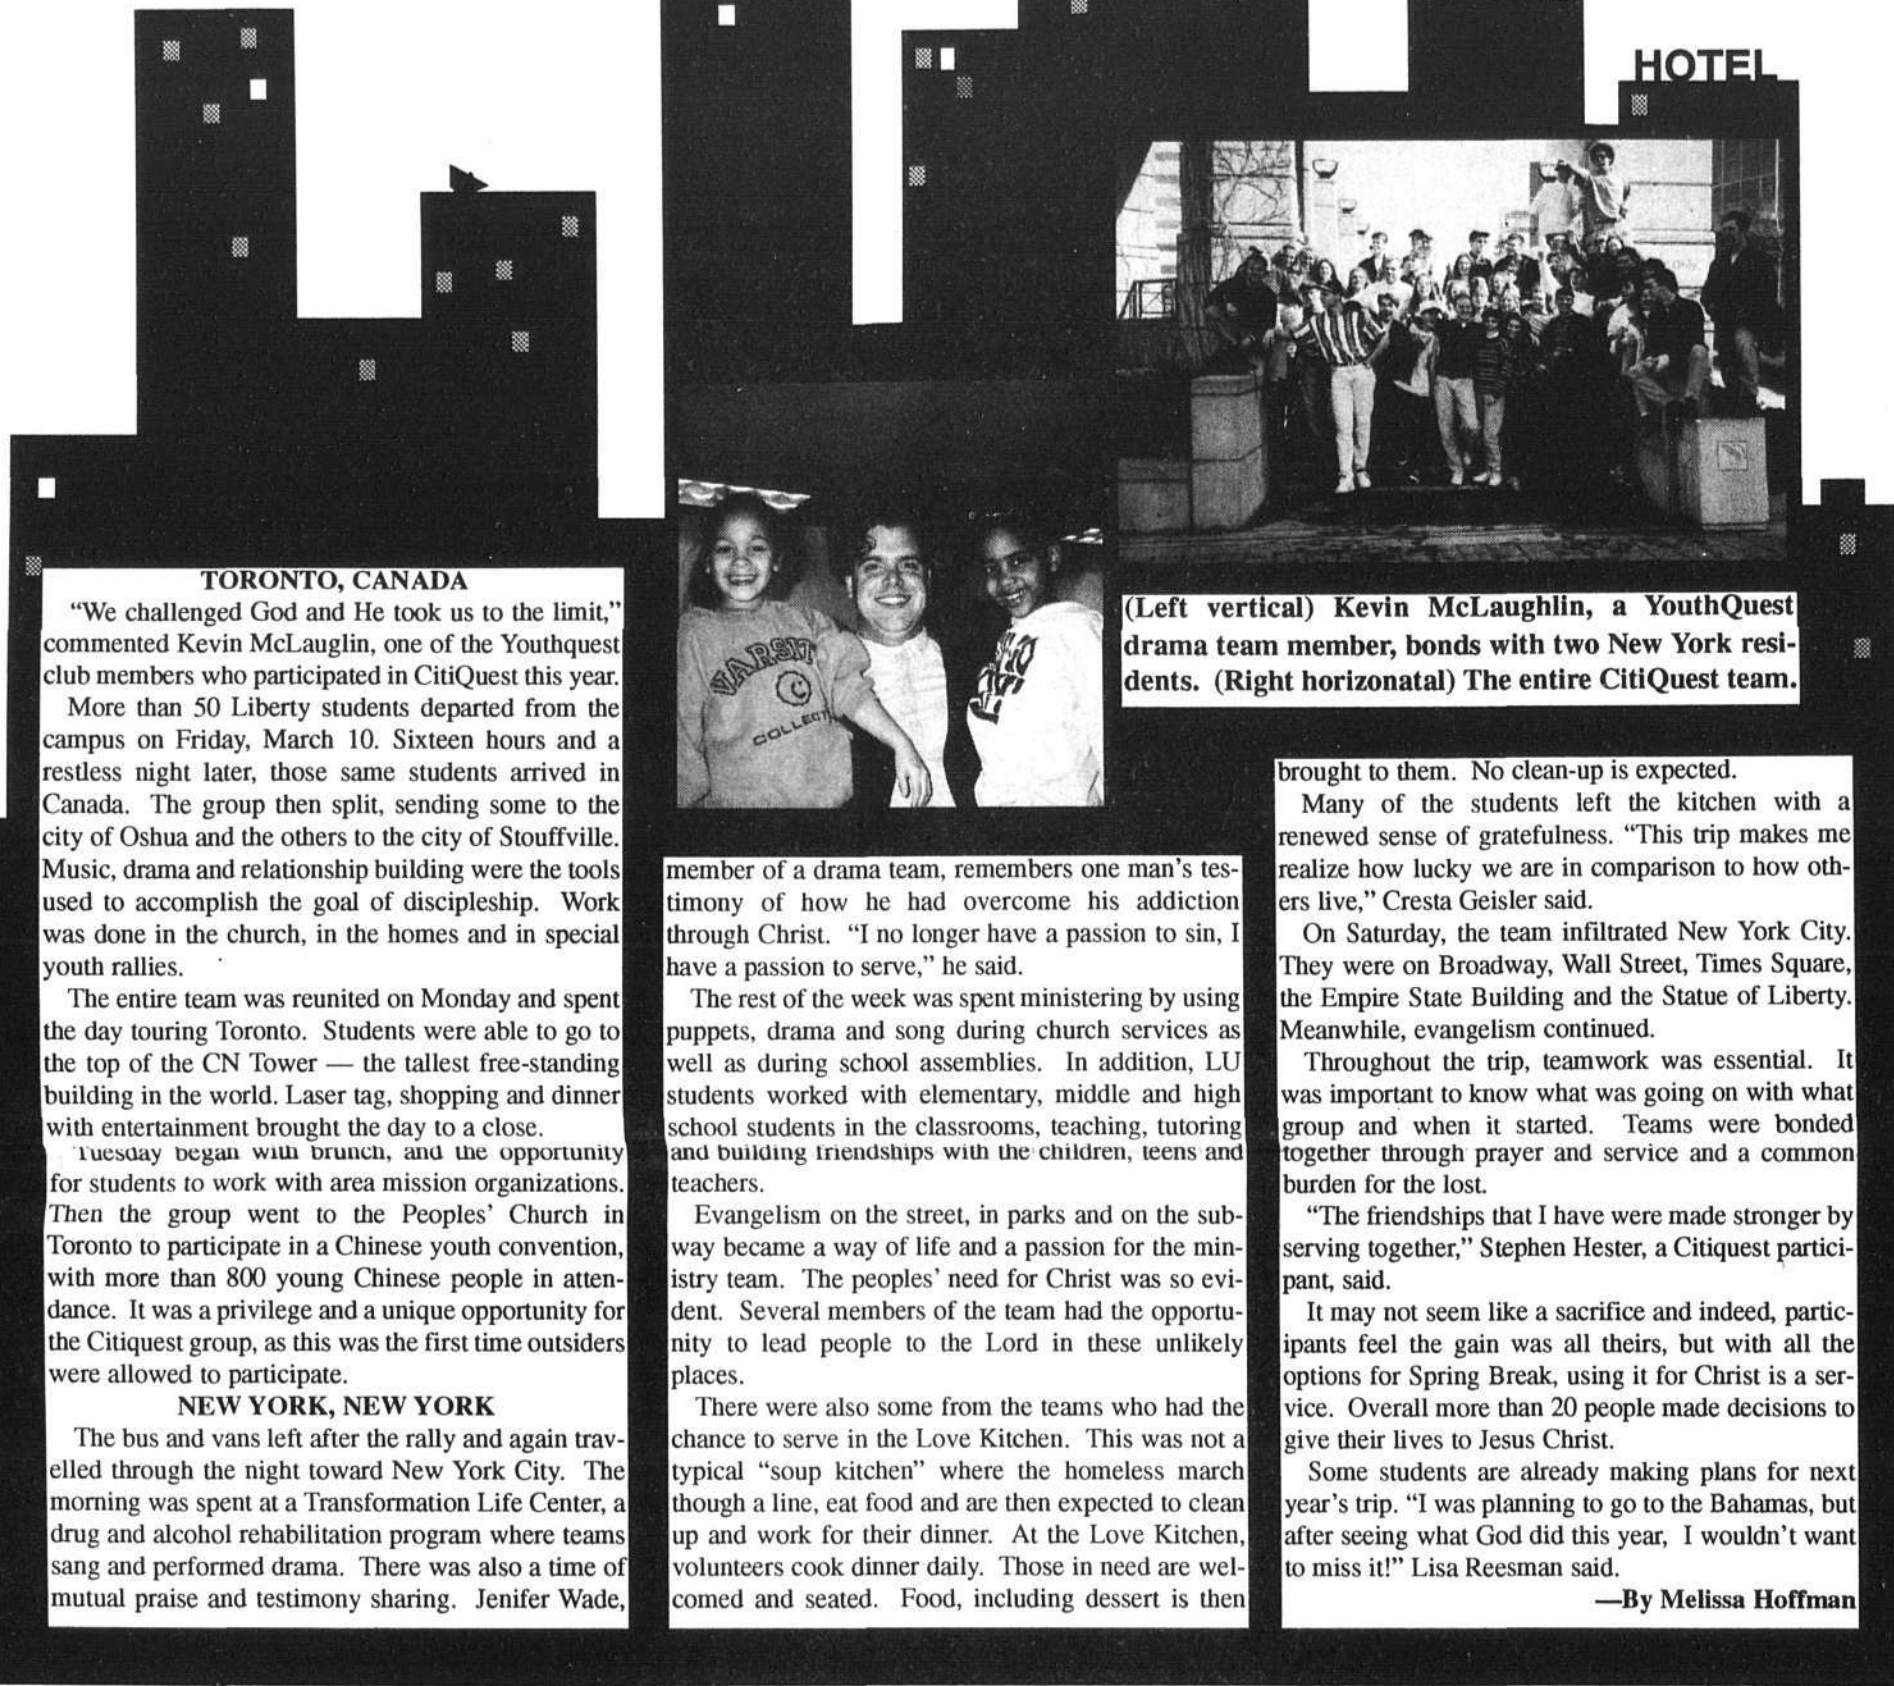 HOTEL
VARSIT
C
COLLEGT
(Left vertical) Kevin McLaughlin, a YouthQuest
drama team member, bonds with two New York resi-
dents. (Right horizonatal) The entire CitiQuest team.
TORONTO, CANADA
“We challenged God and He took us to the limit,”
commented Kevin McLauglin, one of the Youthquest
club members who participated in CitiQuest this year.
More than 50 Liberty students departed from the
campus on Friday, March 10. Sixteen hours and a
restless night later, those same students arrived in
Canada. The group then split, sending some to the
city of Oshua and the others to the city of Stouffville.
Music, drama and relationship building were the tools
used to accomplish the goal of discipleship. Work
was done in the church, in the homes and in special
youth rallies.
The entire team was reunited on Monday and spent
the day touring Toronto. Students were able to go to
the top of the CN Tower — the tallest free-standing
building in the world. Laser tag, shopping and dinner
with entertainment brought the day to a close.
Tuesday began with brunch, and the opportunity
for students to work with area mission organizations.
Then the group went to the Peoples’ Church in
Toronto to participate in a Chinese youth convention,
with more than 800 young Chinese people in atten-
dance. It was a privilege and a unique opportunity for
the Citiquest group, as this was the first time outsiders
were allowed to participate.
NEW YORK, NEW YORK
The bus and vans left after the rally and again trav-
elled through the night toward New York City. The
morning was spent at a Transformation Life Center, a
drug and alcohol rehabilitation program where teams
sang and performed drama. There was also a time of
mutual praise and testimony sharing. Jenifer Wade,
member of a drama team, remembers one man’s tes-
timony of how he had overcome his addiction
through Christ. “I no longer have a passion to sin, I
have a passion to serve,” he said.
The rest of the week was spent ministering by using
puppets, drama and song during church services as
well as during school assemblies. In addition, LU
students worked with elementary, middle and high
school students in the classrooms, teaching, tutoring
and building friendships with the children, teens and
teachers.
Evangelism on the street, in parks and on the sub-
way became a way of life and a passion for the min-
istry team. The peoples’ need for Christ was so evi-
dent. Several members of the team had the opportu-
nity to lead people to the Lord in these unlikely
places.
There were also some from the teams who had the
chance to serve in the Love Kitchen. This was not a
typical “soup kitchen” where the homeless march
though a line, eat food and are then expected to clean
up and work for their dinner. At the Love Kitchen,
volunteers cook dinner daily. Those in need are wel-
comed and seated. Food, including dessert is then
brought to them. No clean-up is expected.
Many of the students left the kitchen with a
renewed sense of gratefulness. “This trip makes me
realize how lucky we are in comparison to how oth-
ers live,” Cresta Geisler said.
On Saturday, the team infiltrated New York City.
They were on Broadway, Wall Street, Times Square,
the Empire State Building and the Statue of Liberty.
Meanwhile, evangelism continued.
Throughout the trip, teamwork was essential. It
was important to know what was going on with what
group and when it started. Teams were bonded
together through prayer and service and a common
burden for the lost.
“The friendships that I have were made stronger by
serving together,” Stephen Hester, a Citiquest partici-
pant, said.
It may not seem like a sacrifice and indeed, partic-
ipants feel the gain was all theirs, but with all the
options for Spring Break, using it for Christ is a ser-
vice. Overall more than 20 people made decisions to
give their lives to Jesus Christ.
Some students are already making plans for next
year’s trip. “I was planning to go to the Bahamas, but
after seeing what God did this year, I wouldn’t want
to miss it!” Lisa Reesman said.
—By Melissa Hoffman